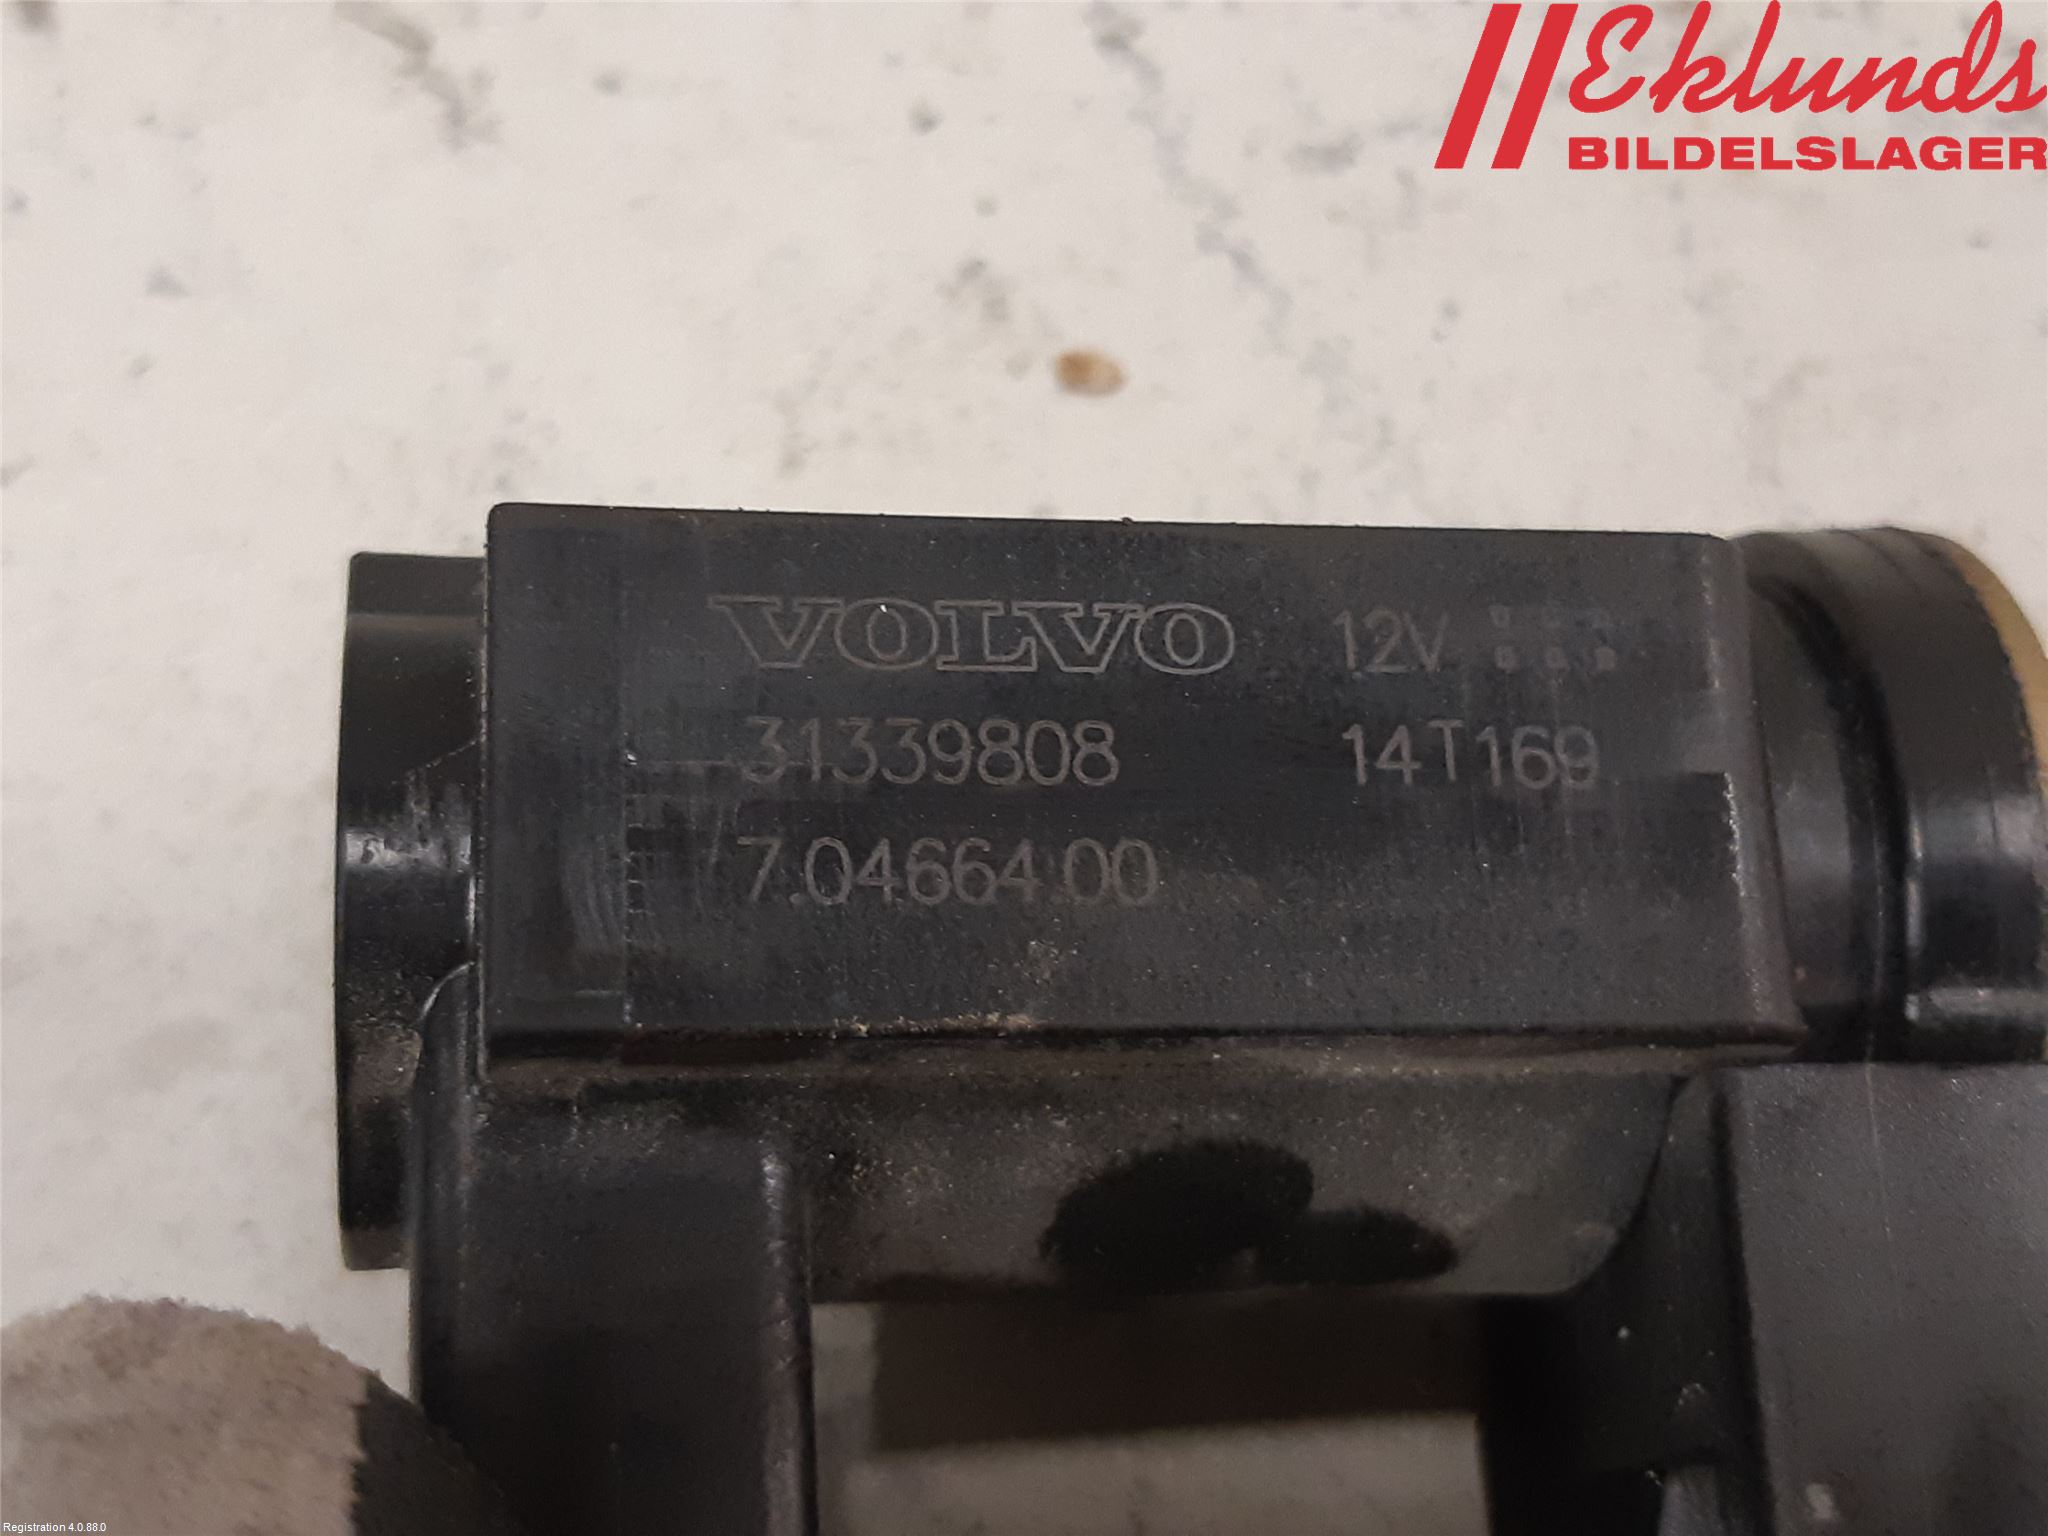 Eklunds
BILDELSLAGER
VOLVO 12V
31339808 14T169
7.04664.00
Registration 4.0.88.0